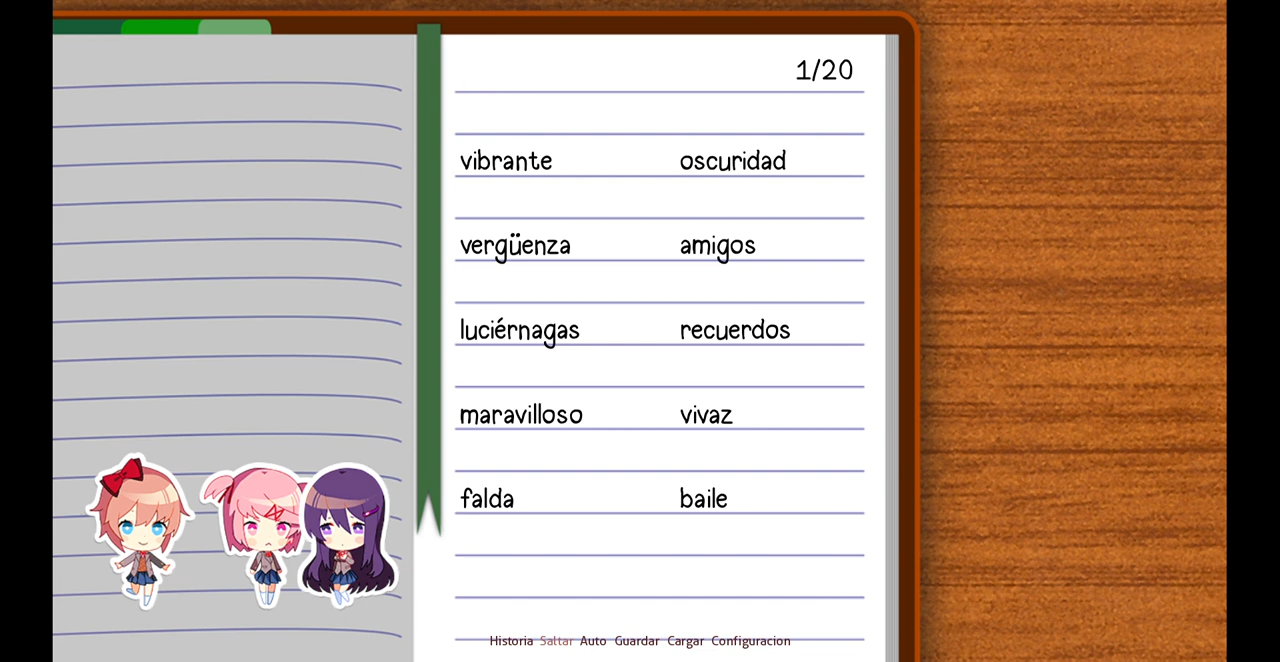 1/20
vibrante oscuridad
vergüenza amigos
luciérnagas recuerdos
maravilloso vivaz
falda baile
Historia Saltar Auto Guardar Cargar Configuracion